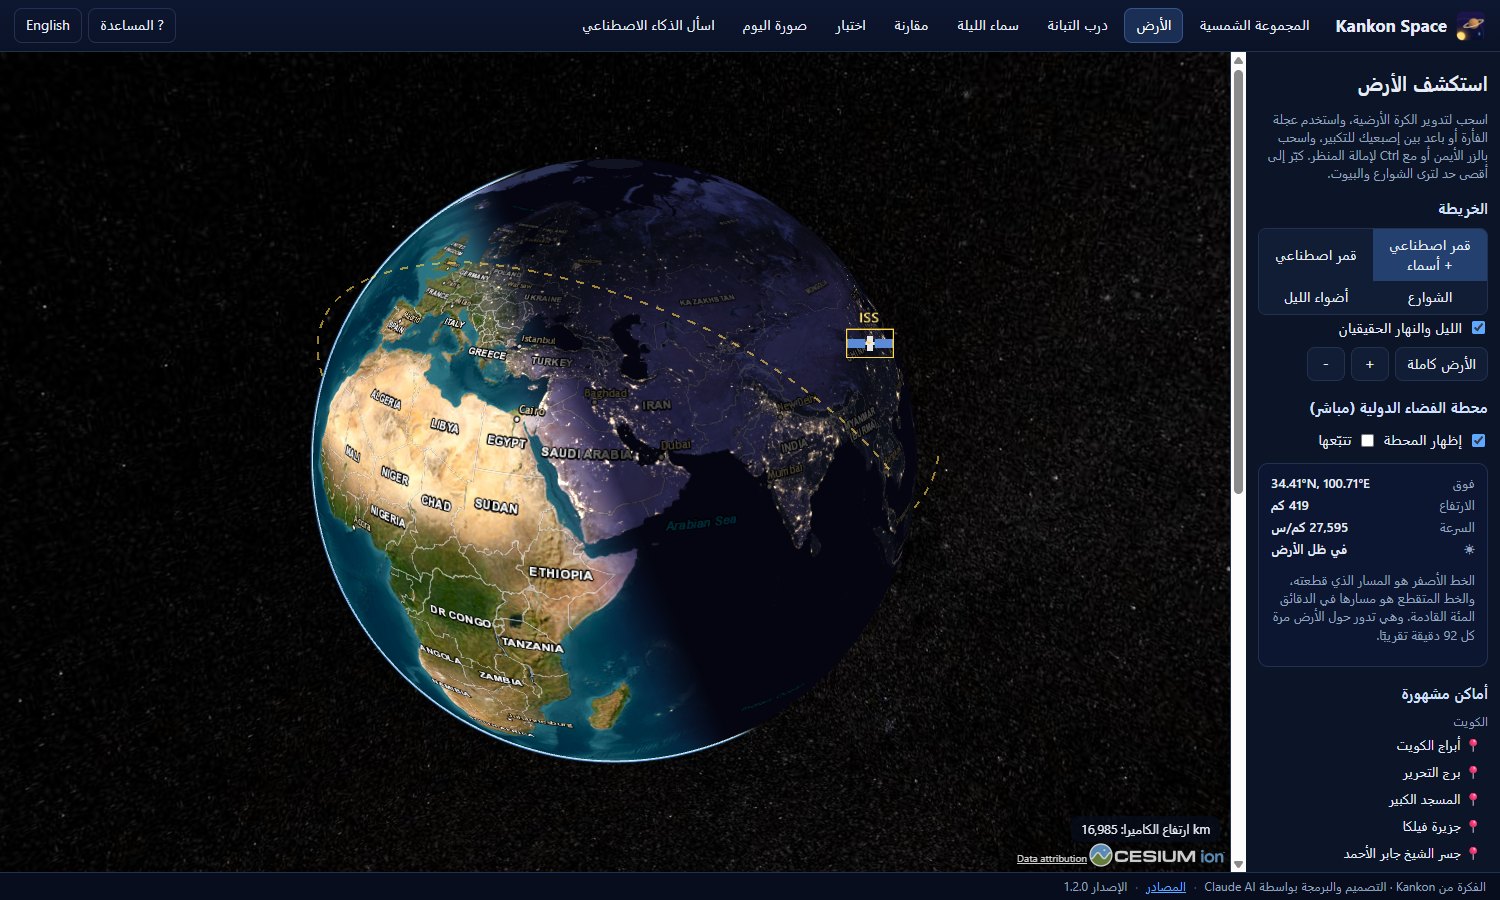 Kankon Space
المجموعة الشمسية
الأرض
درب التبانة
سماء الليلة
مقارنة
اختبار
صورة اليوم
اسأل الذكاء الاصطناعي
? المساعدة
English
استكشف الأرض
اسحب لتدوير الكرة الأرضية، واستخدم عجلة
الفأرة أو باعد بين إصبعيك للتكبير، واسحب
بالزر الأيمن أو مع Ctrl لإمالة المنظر. كبّر إلى
أقصى حد لترى الشوارع والبيوت.
الخريطة
قمر اصطناعي
+ أسماء
قمر اصطناعي
الشوارع
أضواء الليل
الليل والنهار الحقيقيان
الأرض كاملة
+
-
محطة الفضاء الدولية (مباشر)
إظهار المحطة
تتبّعها
فوق 34.41°N, 100.71°E
الارتفاع 419 كم
السرعة 27,595 كم/س
☀ في ظل الأرض
الخط الأصفر هو المسار الذي قطعته،
والخط المتقطع هو مسارها في الدقائق
المئة القادمة. وهي تدور حول الأرض مرة
كل 92 دقيقة تقريبًا.
أماكن مشهورة
الكويت
أبراج الكويت
برج التحرير
المسجد الكبير
جزيرة فيلكا
جسر الشيخ جابر الأحمد
ISS
GERMANY
POLAND
Warsaw
UKRAINE
KAZAKHSTAN
MONGOLIA
FRANCE
SPAIN
ITALY
Istanbul
GREECE
TURKEY
Baghdad
IRAN
New Delhi
ALGERIA
LIBYA
Cairo
EGYPT
SAUDI ARABIA
Dubai
INDIA
Mumbai
MALI
NIGER
CHAD
SUDAN
NIGERIA
Accra
Arabian Sea
ETHIOPIA
DR CONGO
TANZANIA
ANGOLA
ZAMBIA
NAMIBIA
km ارتفاع الكاميرا: 16,985
Data attribution
CESIUM ion
الفكرة من Kankon · التصميم والبرمجة بواسطة Claude AI · المصادر · الإصدار 1.2.0